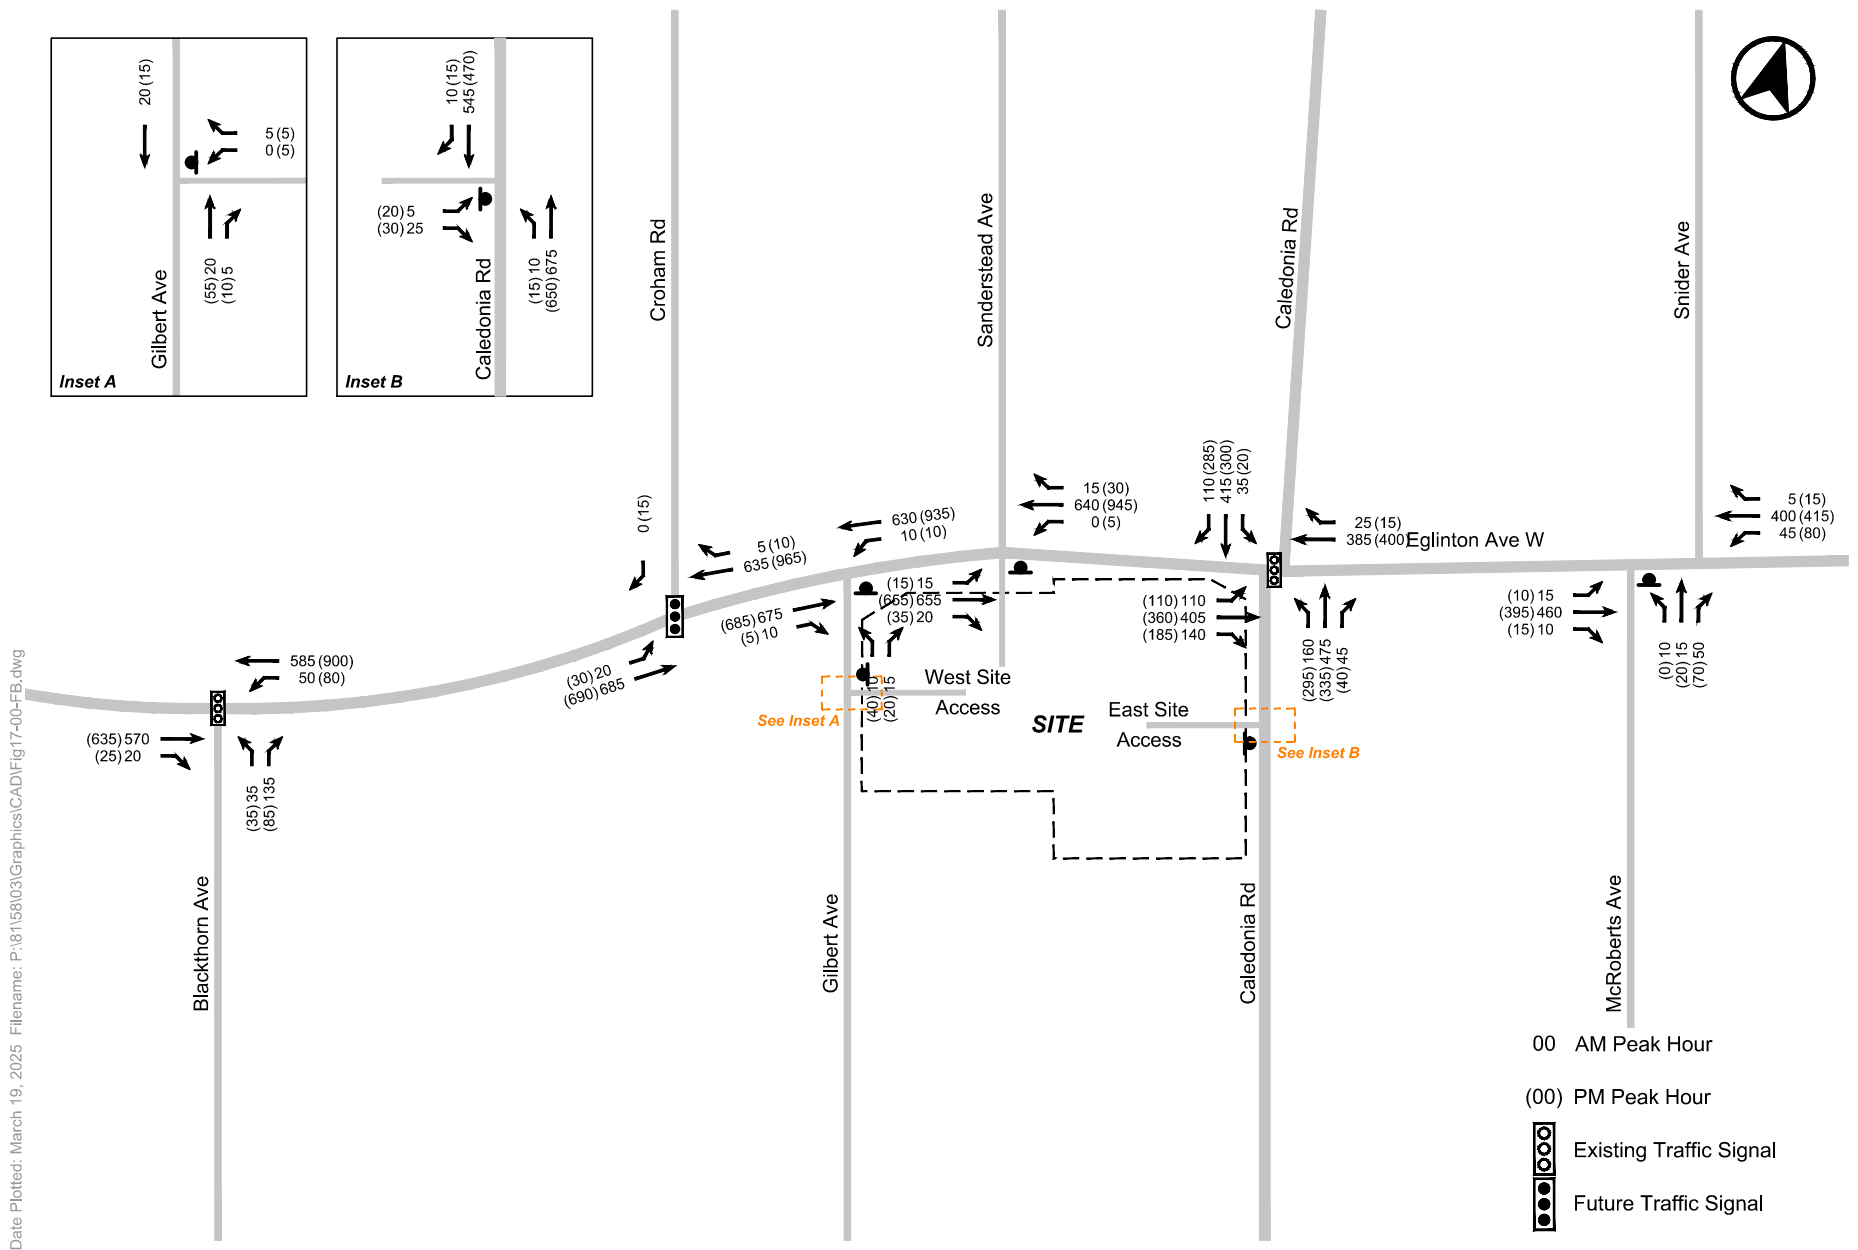 20 (15)
5 (5)
0 (5)
(55) 20
(10) 5
Gilbert Ave
Inset A
10 (15)
545 (470)
(20) 5
(30) 25
(15) 10
(650) 675
Caledonia Rd
Inset B
Croham Rd
Sanderstead Ave
Caledonia Rd
Snider Ave
0 (15)
5 (10)
635 (965)
630 (935)
10 (10)
15 (30)
640 (945)
0 (5)
110 (285)
415 (300)
35 (20)
25 (15)
385 (400)
Eglinton Ave W
5 (15)
400 (415)
45 (80)
585 (900)
50 (80)
(635) 570
(25) 20
(35) 35
(85) 135
(30) 20
(690) 685
(685) 675
(5) 10
(15) 15
(655) 655
(35) 20
(40) 10
(20) 15
(110) 110
(360) 405
(185) 140
(295) 160
(335) 475
(40) 45
(10) 15
(395) 460
(15) 10
(0) 10
(20) 15
(70) 50
See Inset A
West Site
Access
SITE
East Site
Access
See Inset B
Blackthorn Ave
Gilbert Ave
Caledonia Rd
McRoberts Ave
00 AM Peak Hour
(00) PM Peak Hour
Existing Traffic Signal
Future Traffic Signal
Date Plotted: March 19, 2025 Filename: P:\81\58\03\Graphics\CAD\Fig17-00-FB.dwg